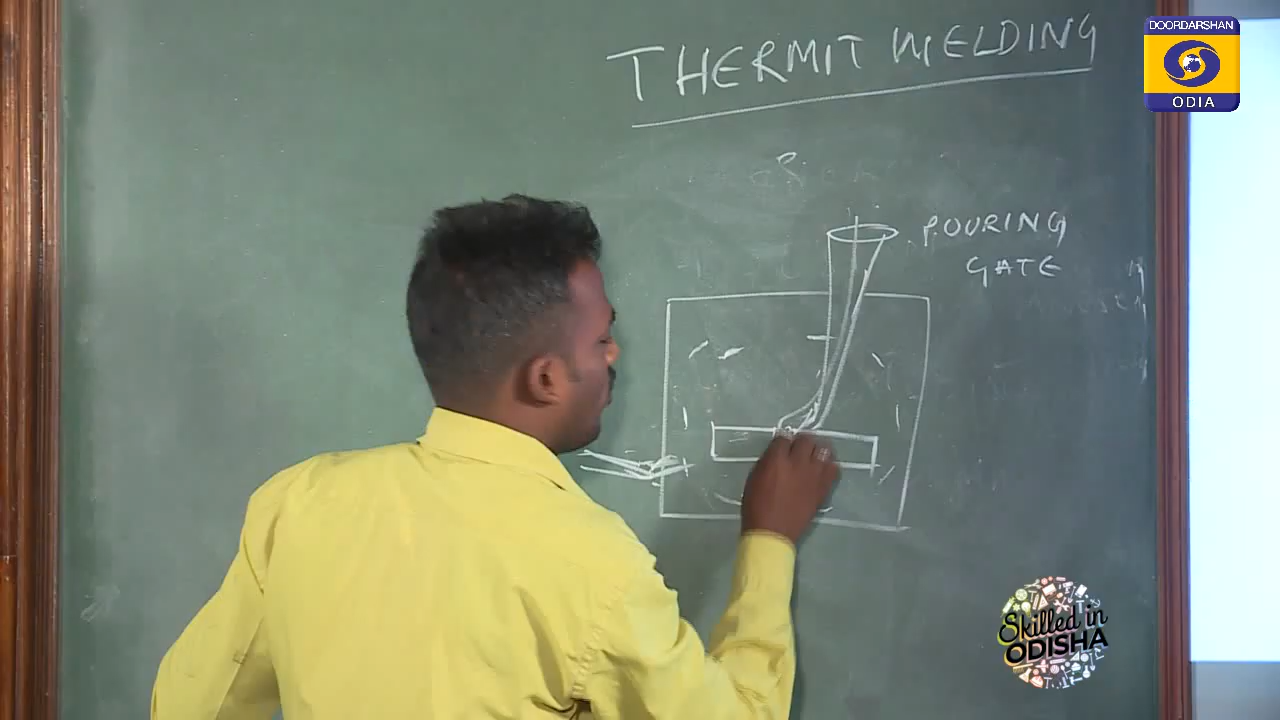 THERMIT WELDING
POURING
GATE
DOORDARSHAN
ODIA
Skilled in
ODISHA